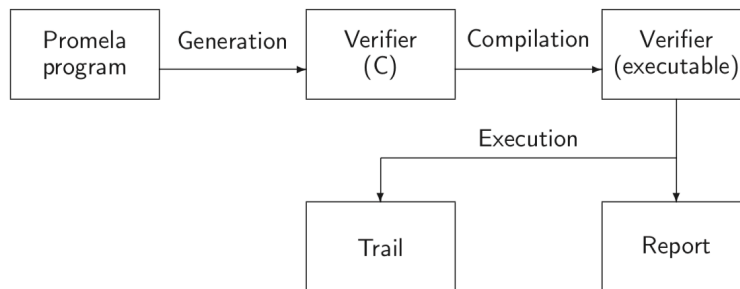 Promela
program
Generation
Verifier
(C)
Compilation
Verifier
(executable)
Execution
Trail
Report